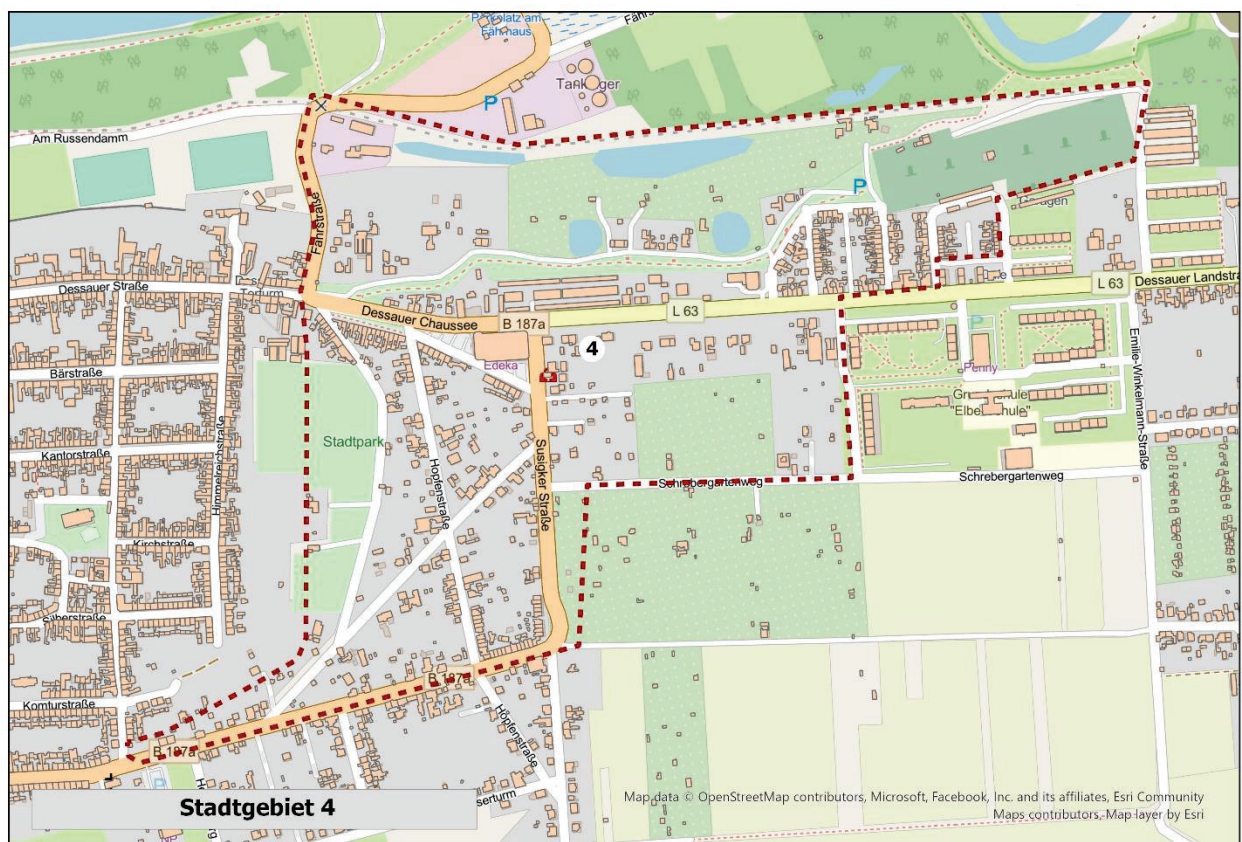 Parkplatz am
Fährhaus
P
Am Russendamm
Fährstraße
P
Dessauer Straße
Dessauer Chaussee
B 187a
L 63
L 63
Dessauer Landstra
Bärstraße
Edeka
4
P
Penny
Emilie-Winkelmann-Straße
Kantorstraße
Himmelreichstraße
Stadtpark
Hopfenstraße
Susigker Straße
Schrebergartenweg
Schrebergartenweg
Kirchstraße
Silberstraße
Komturstraße
B 187a
B 187a
Hopfenstraße
P
Stadtgebiet 4
Map data © OpenStreetMap contributors, Microsoft, Facebook, Inc. and its affiliates, Esri Community
Maps contributors, Map layer by Esri